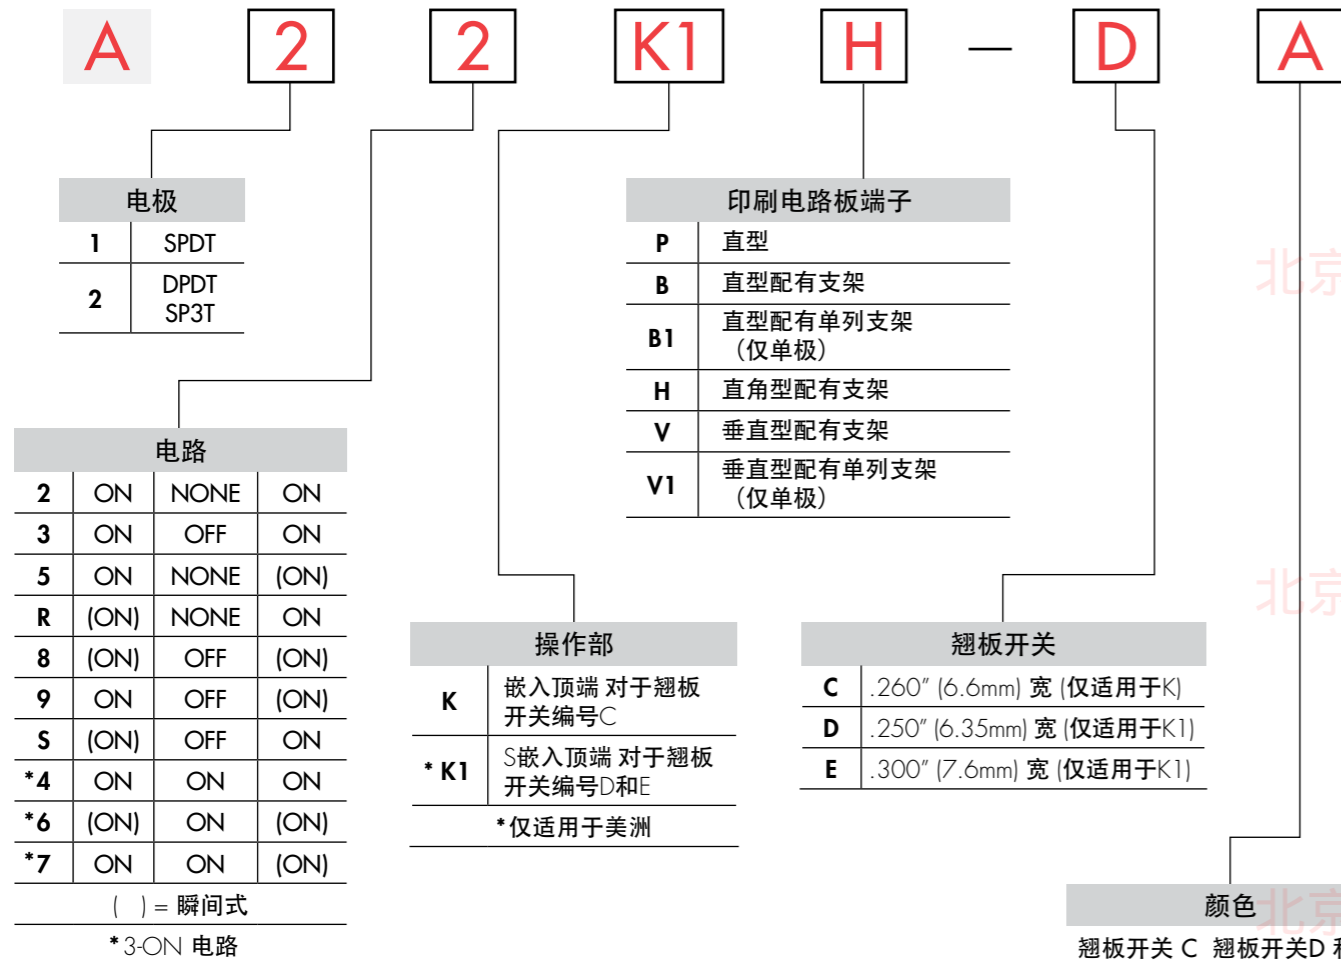 A 2 2 K1 H — D A
电极
1 SPDT
2 DPDT
SP3T
印刷电路板端子
P 直型
B 直型配有支架
B1 直型配有单列支架
（仅单极）
H 直角型配有支架
V 垂直型配有支架
V1 垂直型配有单列支架
（仅单极）
电路
2 ON NONE ON
3 ON OFF ON
5 ON NONE (ON)
R (ON) NONE ON
8 (ON) OFF (ON)
9 ON OFF (ON)
S (ON) OFF ON
*4 ON ON ON
*6 (ON) ON (ON)
*7 ON ON (ON)
( ) = 瞬间式
*3-ON 电路
操作部
K 嵌入顶端 对于翘板
开关编号C
* K1 S嵌入顶端 对于翘板
开关编号D和E
*仅适用于美洲
翘板开关
C .260" (6.6mm) 宽 (仅适用于K)
D .250" (6.35mm) 宽 (仅适用于K1)
E .300" (7.6mm) 宽 (仅适用于K1)
颜色
翘板开关 C 翘板开关D 和
北京
北京
北京